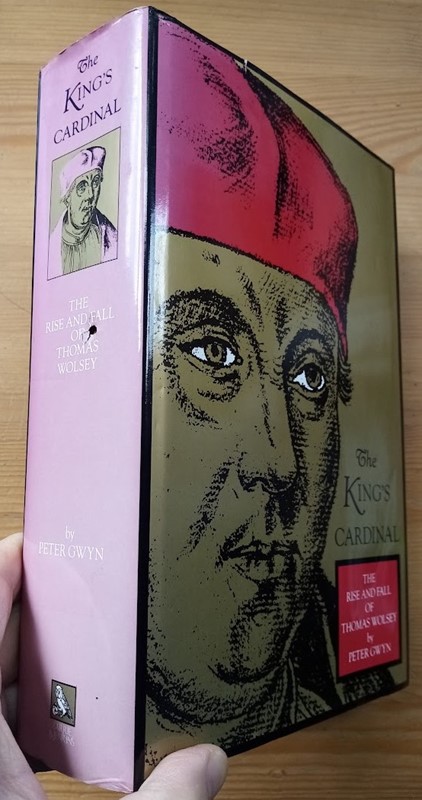 The
KING'S
CARDINAL
THE
RISE AND FALL
OF
THOMAS
WOLSEY
by
PETER GWYN
The
KING'S
CARDINAL
THE
RISE AND FALL
OF
THOMAS WOLSEY
by
PETER GWYN